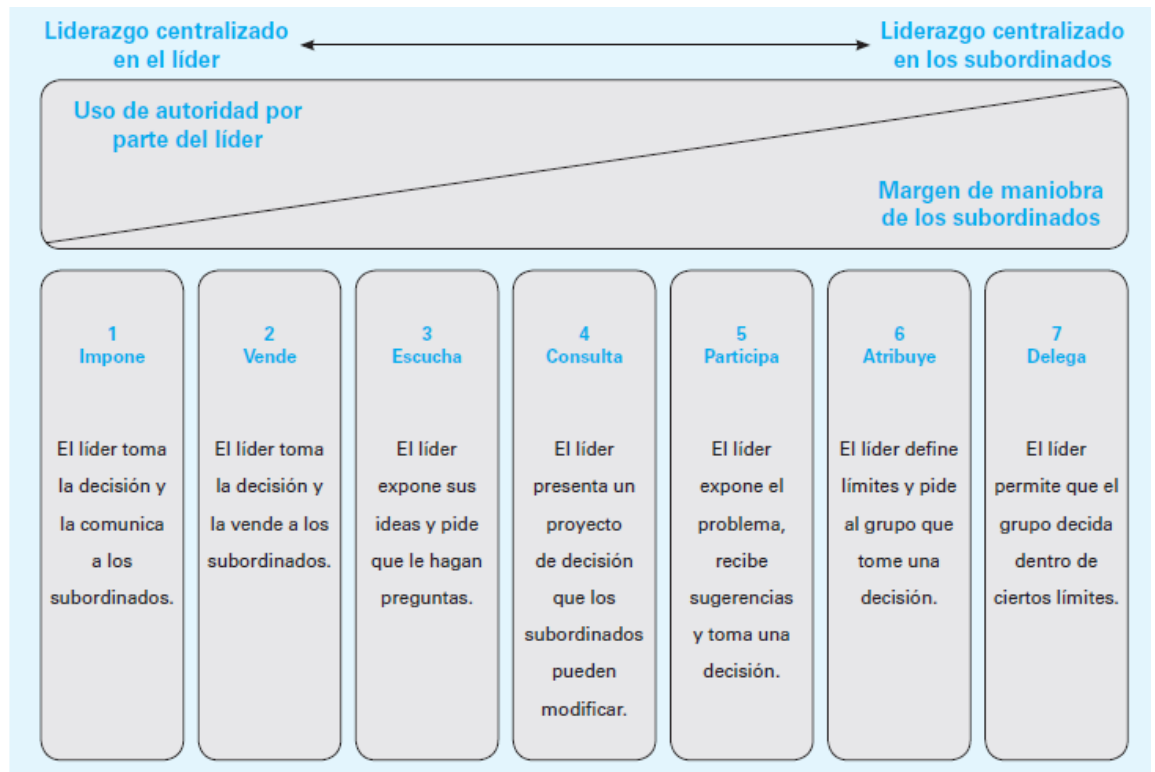 Liderazgo centralizado
en el líder
Liderazgo centralizado
en los subordinados
Uso de autoridad por
parte del líder
Margen de maniobra
de los subordinados
1
Impone
El líder toma
la decisión y
la comunica
a los
subordinados.
2
Vende
El líder toma
la decisión y
la vende a los
subordinados.
3
Escucha
El líder
expone sus
ideas y pide
que le hagan
preguntas.
4
Consulta
El líder
presenta un
proyecto
de decisión
que los
subordinados
pueden
modificar.
5
Participa
El líder
expone el
problema,
recibe
sugerencias
y toma una
decisión.
6
Atribuye
El líder define
límites y pide
al grupo que
tome una
decisión.
7
Delega
El líder
permite que el
grupo decida
dentro de
ciertos límites.